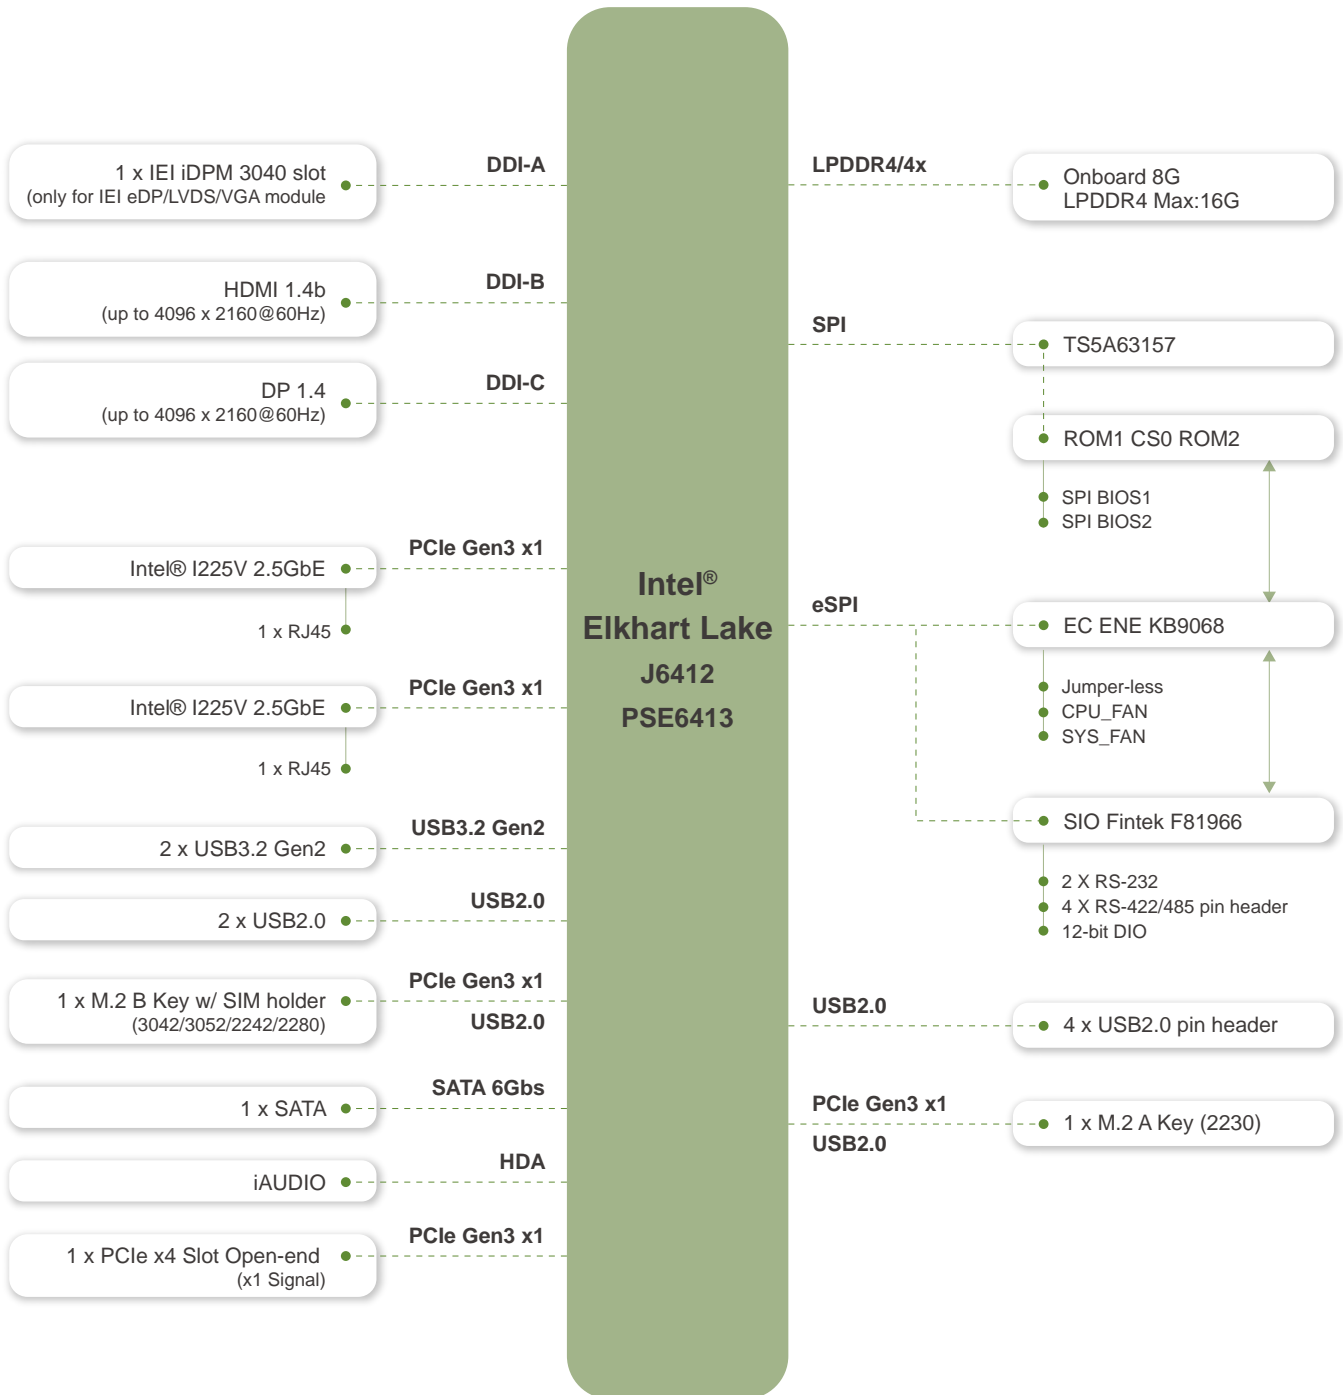 1 x IEI iDPM 3040 slot
(only for IEI eDP/LVDS/VGA module
DDI-A
HDMI 1.4b
(up to 4096 x 2160@60Hz)
DDI-B
DP 1.4
(up to 4096 x 2160@60Hz)
DDI-C
Intel® I225V 2.5GbE
PCIe Gen3 x1
1 x RJ45
Intel® I225V 2.5GbE
PCIe Gen3 x1
1 x RJ45
2 x USB3.2 Gen2
USB3.2 Gen2
2 x USB2.0
USB2.0
1 x M.2 B Key w/ SIM holder
(3042/3052/2242/2280)
PCIe Gen3 x1
USB2.0
1 x SATA
SATA 6Gbs
iAUDIO
HDA
1 x PCIe x4 Slot Open-end
(x1 Signal)
PCIe Gen3 x1
Intel®
Elkhart Lake
J6412
PSE6413
LPDDR4/4x
Onboard 8G
LPDDR4 Max:16G
SPI
TS5A63157
ROM1 CS0 ROM2
SPI BIOS1
SPI BIOS2
eSPI
EC ENE KB9068
Jumper-less
CPU_FAN
SYS_FAN
SIO Fintek F81966
2 X RS-232
4 X RS-422/485 pin header
12-bit DIO
USB2.0
4 x USB2.0 pin header
PCIe Gen3 x1
USB2.0
1 x M.2 A Key (2230)